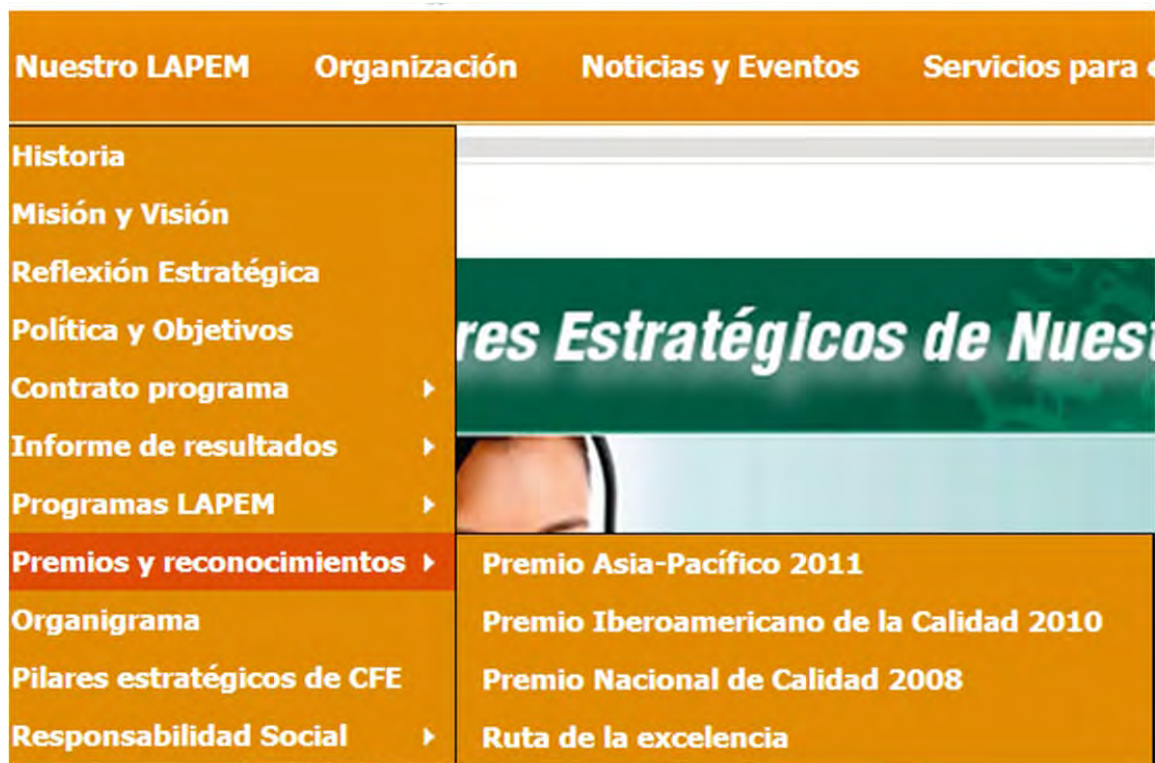 Nuestro LAPEM Organización Noticias y Eventos Servicios para
Historia
Misión y Visión
Reflexión Estratégica
Política y Objetivos
res Estratégicos de Nuest
Contrato programa
Informe de resultados
Programas LAPEM
Premios y reconocimientos
Premio Asia-Pacífico 2011
Organigrama
Premio Iberoamericano de la Calidad 2010
Pilares estratégicos de CFE
Premio Nacional de Calidad 2008
Responsabilidad Social
Ruta de la excelencia